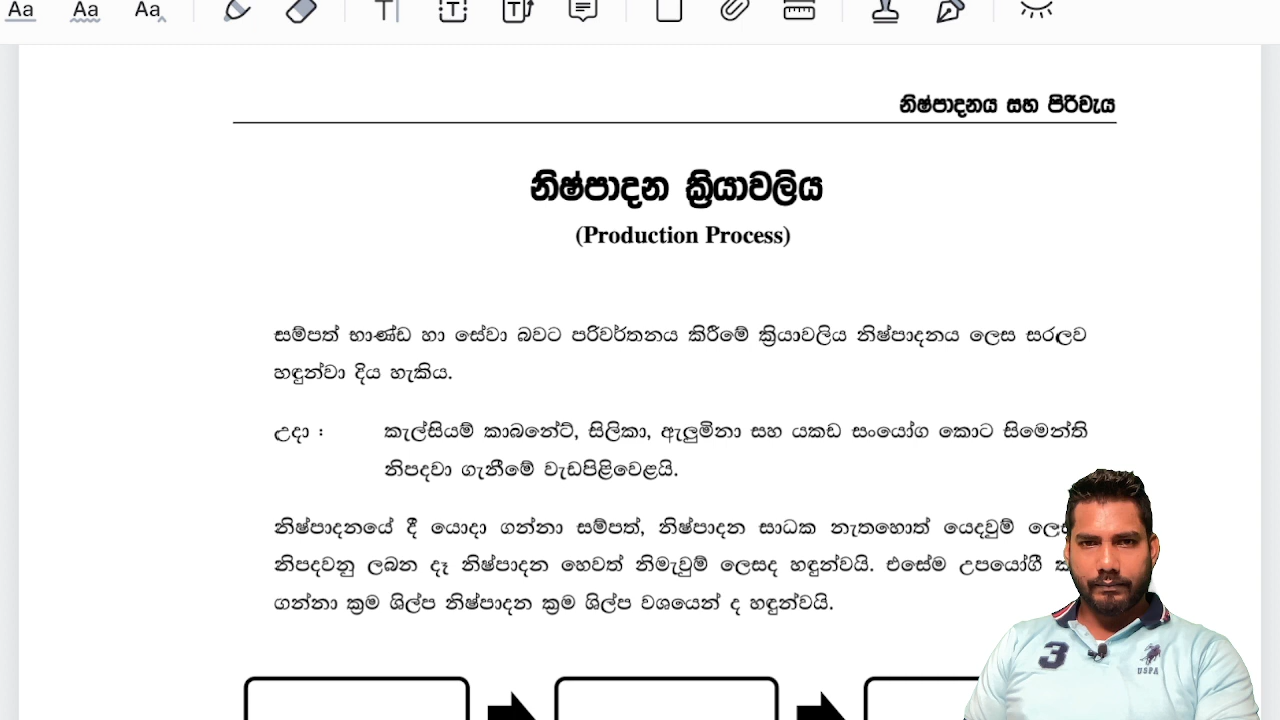 Aa Aa Aa
නිෂ්පාදනය සහ පිරිවැය
නිෂ්පාදන ක්‍රියාවලිය
(Production Process)
සම්පත් භාණ්ඩ හා සේවා බවට පරිවර්තනය කිරීමේ ක්‍රියාවලිය නිෂ්පාදනය ලෙස සරලව
හඳුන්වා දිය හැකිය.
උදා : කැල්සියම් කාබනේට්, සිලිකා, ඇලුමිනා සහ යකඩ සංයෝග කොට සිමෙන්ති
නිපදවා ගැනීමේ වැඩපිළිවෙළයි.
නිෂ්පාදනයේ දී යොදා ගන්නා සම්පත්, නිෂ්පාදන සාධක නැතහොත් යෙදවුම්
නිපදවනු ලබන දෑ නිෂ්පාදන හෙවත් නිමැවුම් ලෙසද හඳුන්වයි. එසේම උපයෝගී
ගන්නා ක්‍රම ශිල්ප නිෂ්පාදන ක්‍රම ශිල්ප වශයෙන් ද හඳුන්වයි.
3
USPA